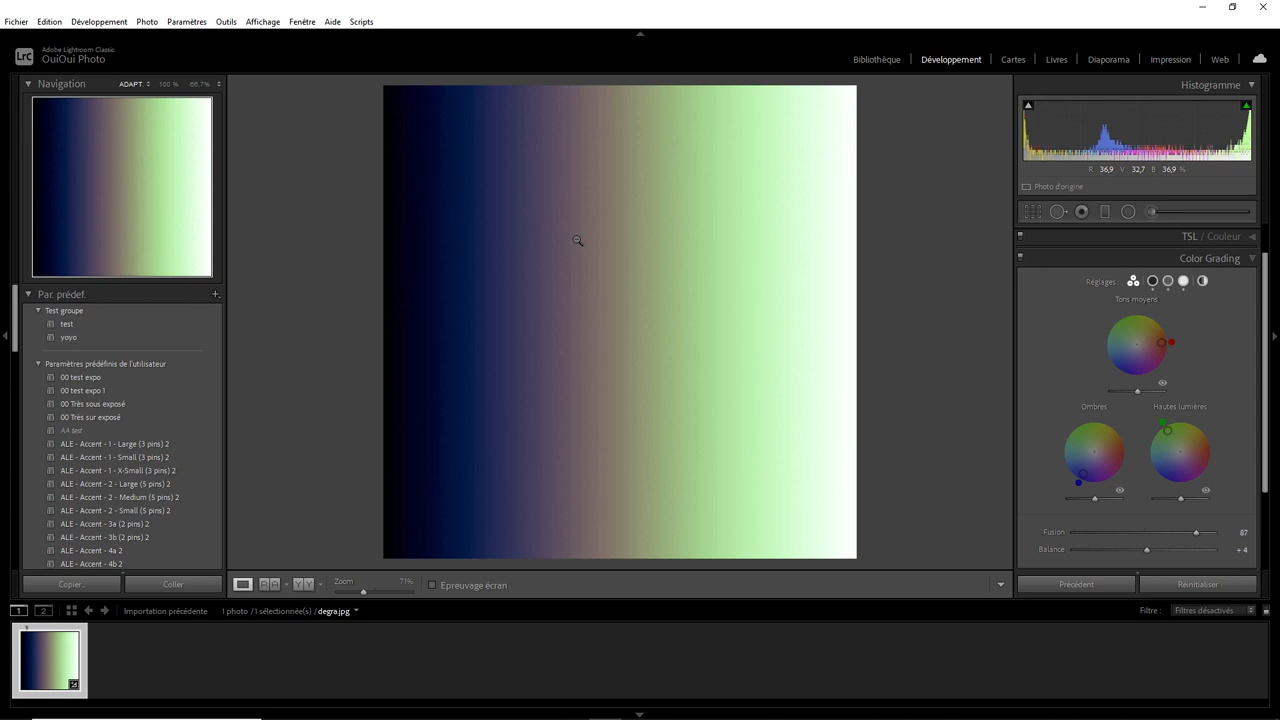 Fichier Edition Développement Photo Paramètres Outils Affichage Fenêtre Aide Scripts
Adobe Lightroom Classic
OuiOui Photo
Bibliothèque Développement Cartes Livres Diaporama Impression Web
Navigation ADAPT. 100 % 66,7%
Histogramme
R 36,9 V 32,7 B 36,9 %
Photo d'origine
TSL / Couleur
Color Grading
Réglages :
Tons moyens
Ombres Hautes lumières
Fusion 87
Balance + 4
Précédent Réinitialiser
Par. prédef.
Test groupe
test
yoyo
Paramètres prédéfinis de l'utilisateur
00 test expo
00 test expo 1
00 Très sous exposé
00 Très sur exposé
AA test
ALE - Accent - 1 - Large (3 pins) 2
ALE - Accent - 1 - Small (3 pins) 2
ALE - Accent - 1 - X-Small (3 pins) 2
ALE - Accent - 2 - Large (5 pins) 2
ALE - Accent - 2 - Medium (5 pins) 2
ALE - Accent - 2 - Small (5 pins) 2
ALE - Accent - 3a (2 pins) 2
ALE - Accent - 3b (2 pins) 2
ALE - Accent - 4a 2
ALE - Accent - 4b 2
Copier... Coller
R A Y Y Zoom 71% Epreuvage écran
1 2 Importation précédente 1 photo /1 sélectionnée(s) /degra.jpg Filtre : Filtres désactivés
1